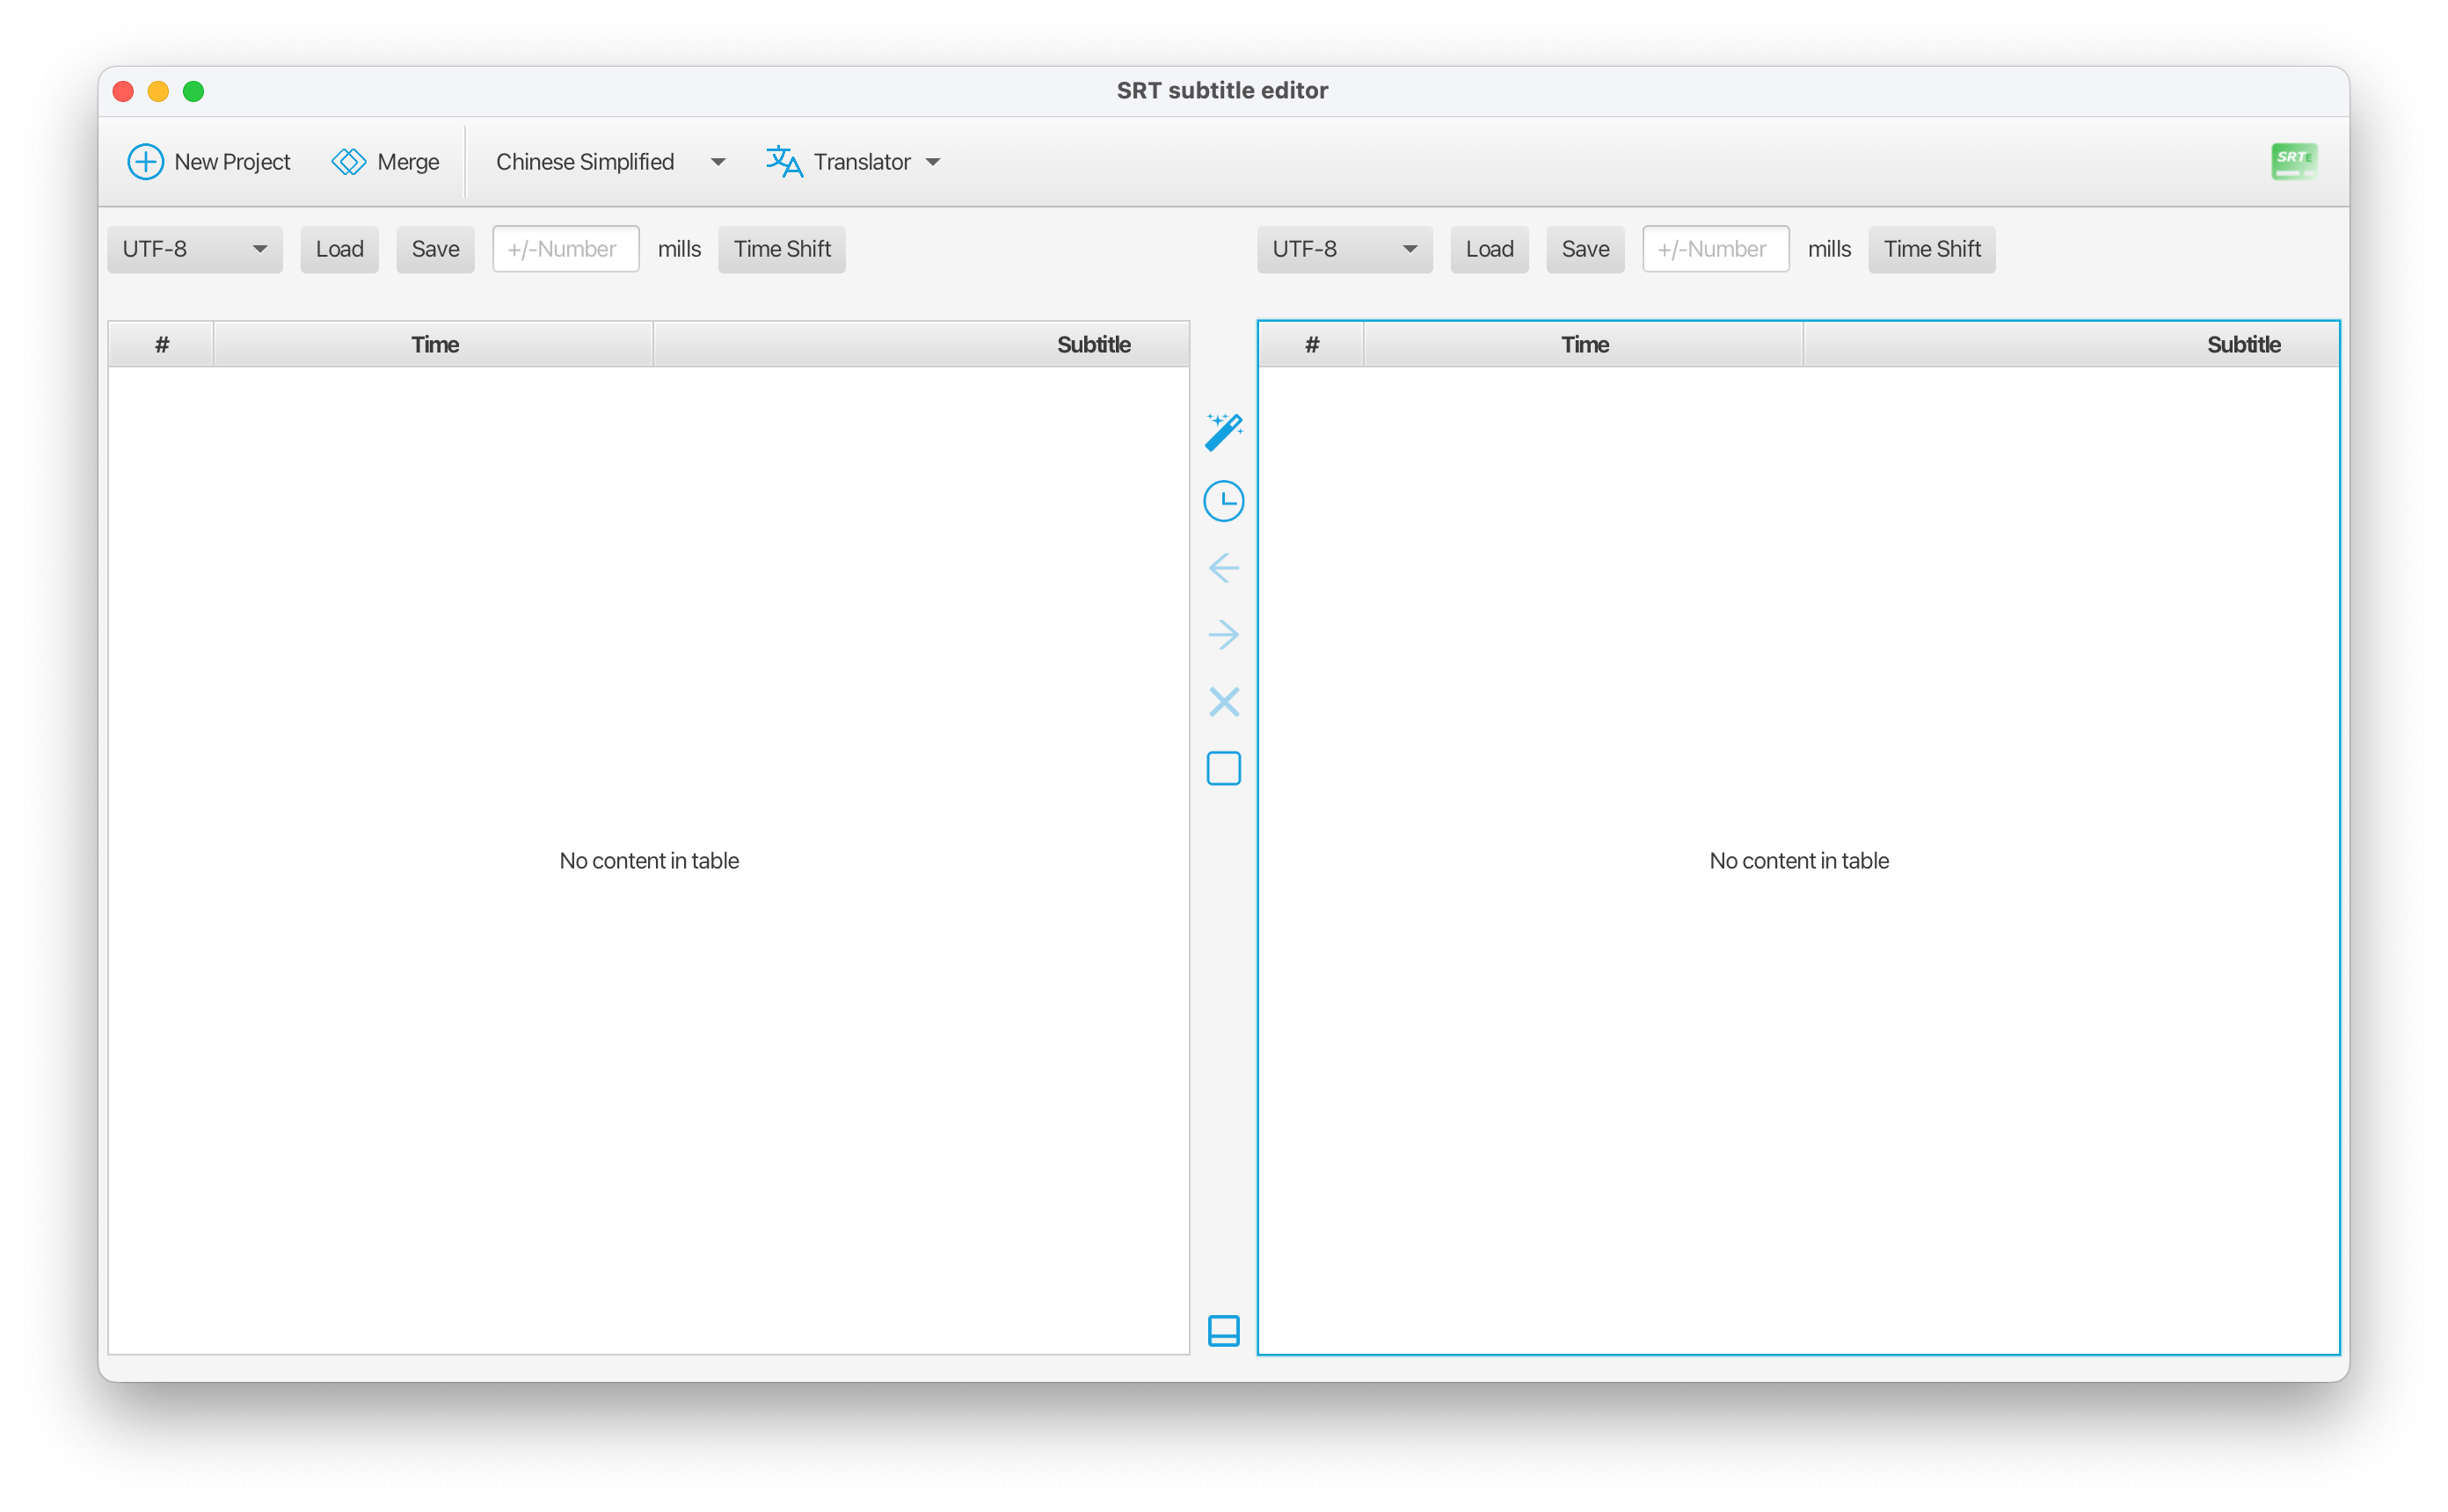 SRT subtitle editor
New Project Merge Chinese Simplified Translator SRTE
UTF-8 Load Save +/-Number mills Time Shift
UTF-8 Load Save +/-Number mills Time Shift
# Time Subtitle
# Time Subtitle
No content in table
No content in table